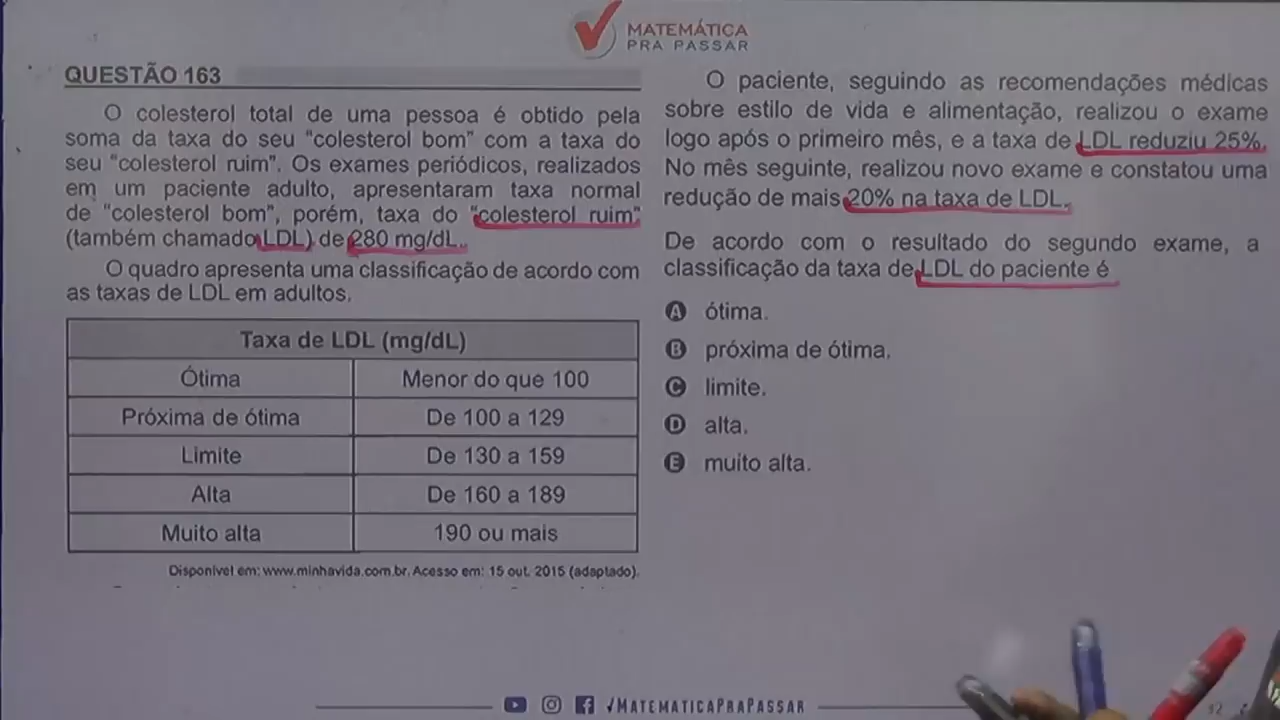 MATEMÁTICA
PRA PASSAR
QUESTÃO 163
O colesterol total de uma pessoa é obtido pela
soma da taxa do seu "colesterol bom" com a taxa do
seu "colesterol ruim". Os exames periódicos, realizados
em um paciente adulto, apresentaram taxa normal
de "colesterol bom", porém, taxa do "colesterol ruim"
(também chamado LDL) de 280 mg/dL.
O quadro apresenta uma classificação de acordo com
as taxas de LDL em adultos.
Taxa de LDL (mg/dL)
Ótima Menor do que 100
Próxima de ótima De 100 a 129
Limite De 130 a 159
Alta De 160 a 189
Muito alta 190 ou mais
Disponível em: www.minhavida.com.br. Acesso em: 15 out. 2015 (adaptado).
O paciente, seguindo as recomendações médicas
sobre estilo de vida e alimentação, realizou o exame
logo após o primeiro mês, e a taxa de LDL reduziu 25%.
No mês seguinte, realizou novo exame e constatou uma
redução de mais 20% na taxa de LDL.
De acordo com o resultado do segundo exame, a
classificação da taxa de LDL do paciente é
A ótima.
B próxima de ótima.
C limite.
D alta.
E muito alta.
/MATEMATICAPRAPASSAR